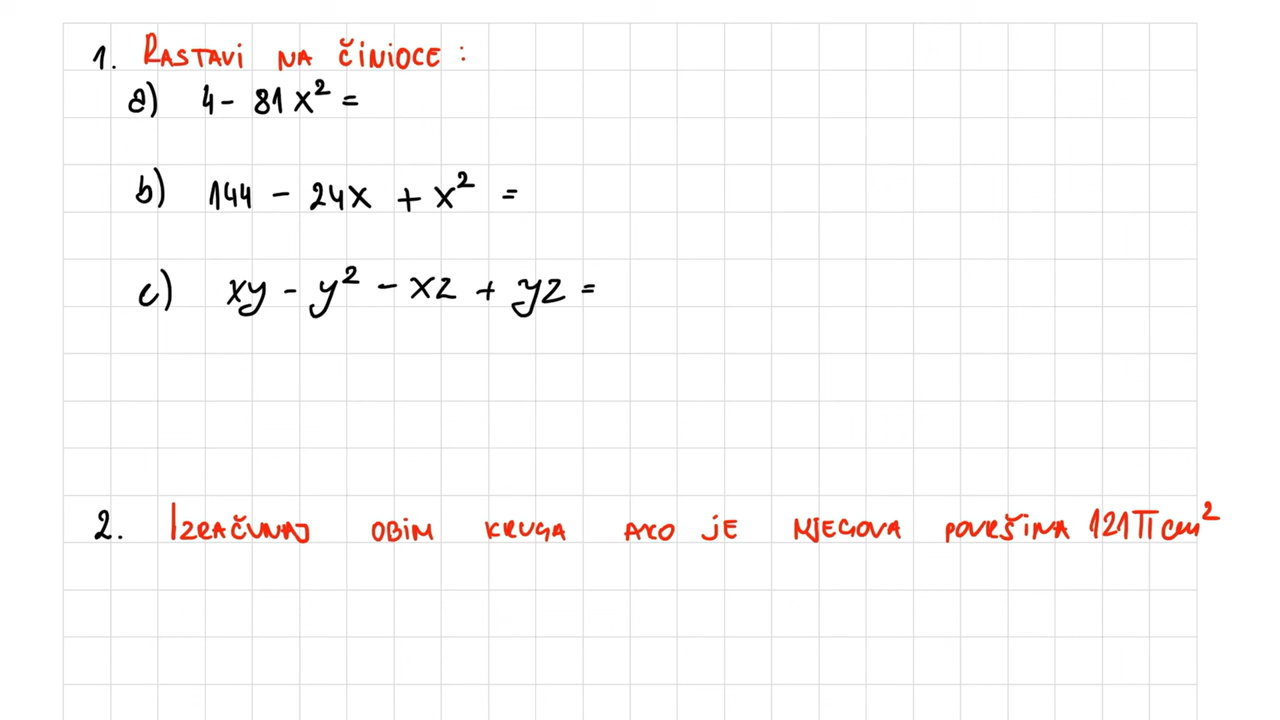 1. RASTAVI NA ČINIOCE :
a) 4 - 81x² =
b) 144 - 24x + x² =
c) xy - y² - xz + yz =
2. IZRAČUNAJ OBIM KRUGA AKO JE NJEGOVA POVRŠINA 121π cm²